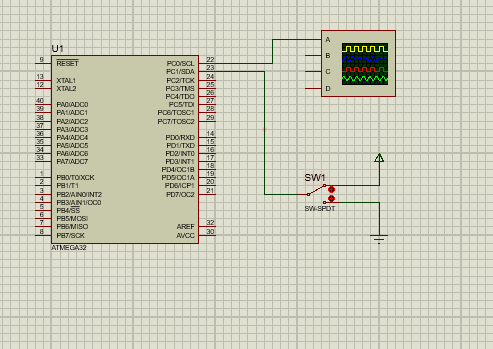 U1
9 RESET PC0/SCL 22
PC1/SDA 23
13 XTAL1 PC2/TCK 24
12 XTAL2 PC3/TMS 25
PC4/TDO 26
40 PA0/ADC0 PC5/TDI 27
39 PA1/ADC1 PC6/TOSC1 28
38 PA2/ADC2 PC7/TOSC2 29
37 PA3/ADC3
36 PA4/ADC4 PD0/RXD 14
35 PA5/ADC5 PD1/TXD 15
34 PA6/ADC6 PD2/INT0 16
33 PA7/ADC7 PD3/INT1 17
PD4/OC1B 18
1 PB0/T0/XCK PD5/OC1A 19
2 PB1/T1 PD6/ICP1 20
3 PB2/AIN0/INT2 PD7/OC2 21
4 PB3/AIN1/OC0
5 PB4/SS
6 PB5/MOSI
7 PB6/MISO AREF 32
8 PB7/SCK AVCC 30
ATMEGA32
A
B
C
D
SW1
SW-SPDT